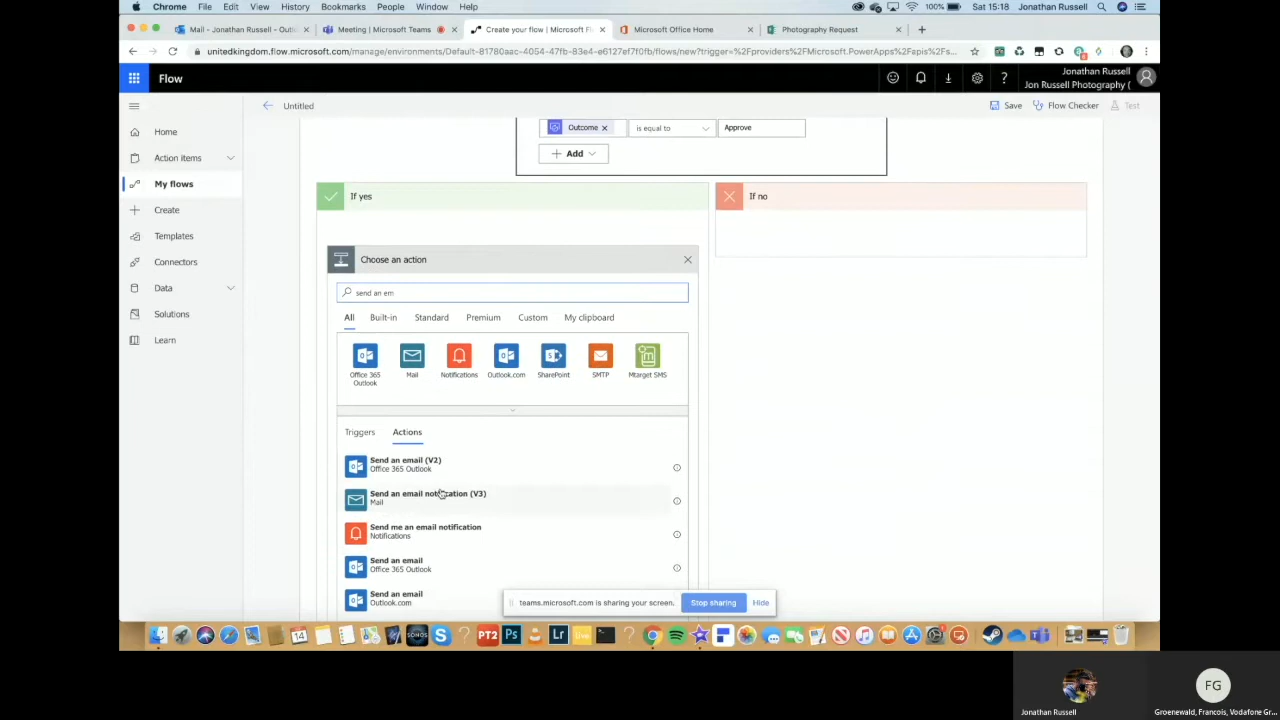 Chrome File Edit View History Bookmarks People Window Help
100% Sat 15:18 Jonathan Russell
Mail - Jonathan Russell - Outl
Meeting | Microsoft Teams
Create your flow | Microsoft Fl
Microsoft Office Home
Photography Request
unitedkingdom.flow.microsoft.com/manage/environments/Default-81780aac-4054-47fb-83e4-e6127ef7f0fb/flows/new?trigger=%2Fproviders%2FMicrosoft.PowerApps%2Fapis%2Fs...
Flow
Jonathan Russell
Jon Russell Photography (
Untitled
Save
Flow Checker
Test
Home
Action items
My flows
Create
Templates
Connectors
Data
Solutions
Learn
Outcome
is equal to
Approve
Add
If yes
If no
Choose an action
send an em
All Built-in Standard Premium Custom My clipboard
Office 365 Outlook
Mail
Notifications
Outlook.com
SharePoint
SMTP
Mtarget SMS
Triggers Actions
Send an email (V2)
Office 365 Outlook
Send an email notification (V3)
Mail
Send me an email notification
Notifications
Send an email
Office 365 Outlook
Send an email
Outlook.com
teams.microsoft.com is sharing your screen.
Stop sharing
Hide
14
SONOS
PT2
Ps
Lr
Live
FG
Jonathan Russell
Groenewald, Francois, Vodafone Gr...